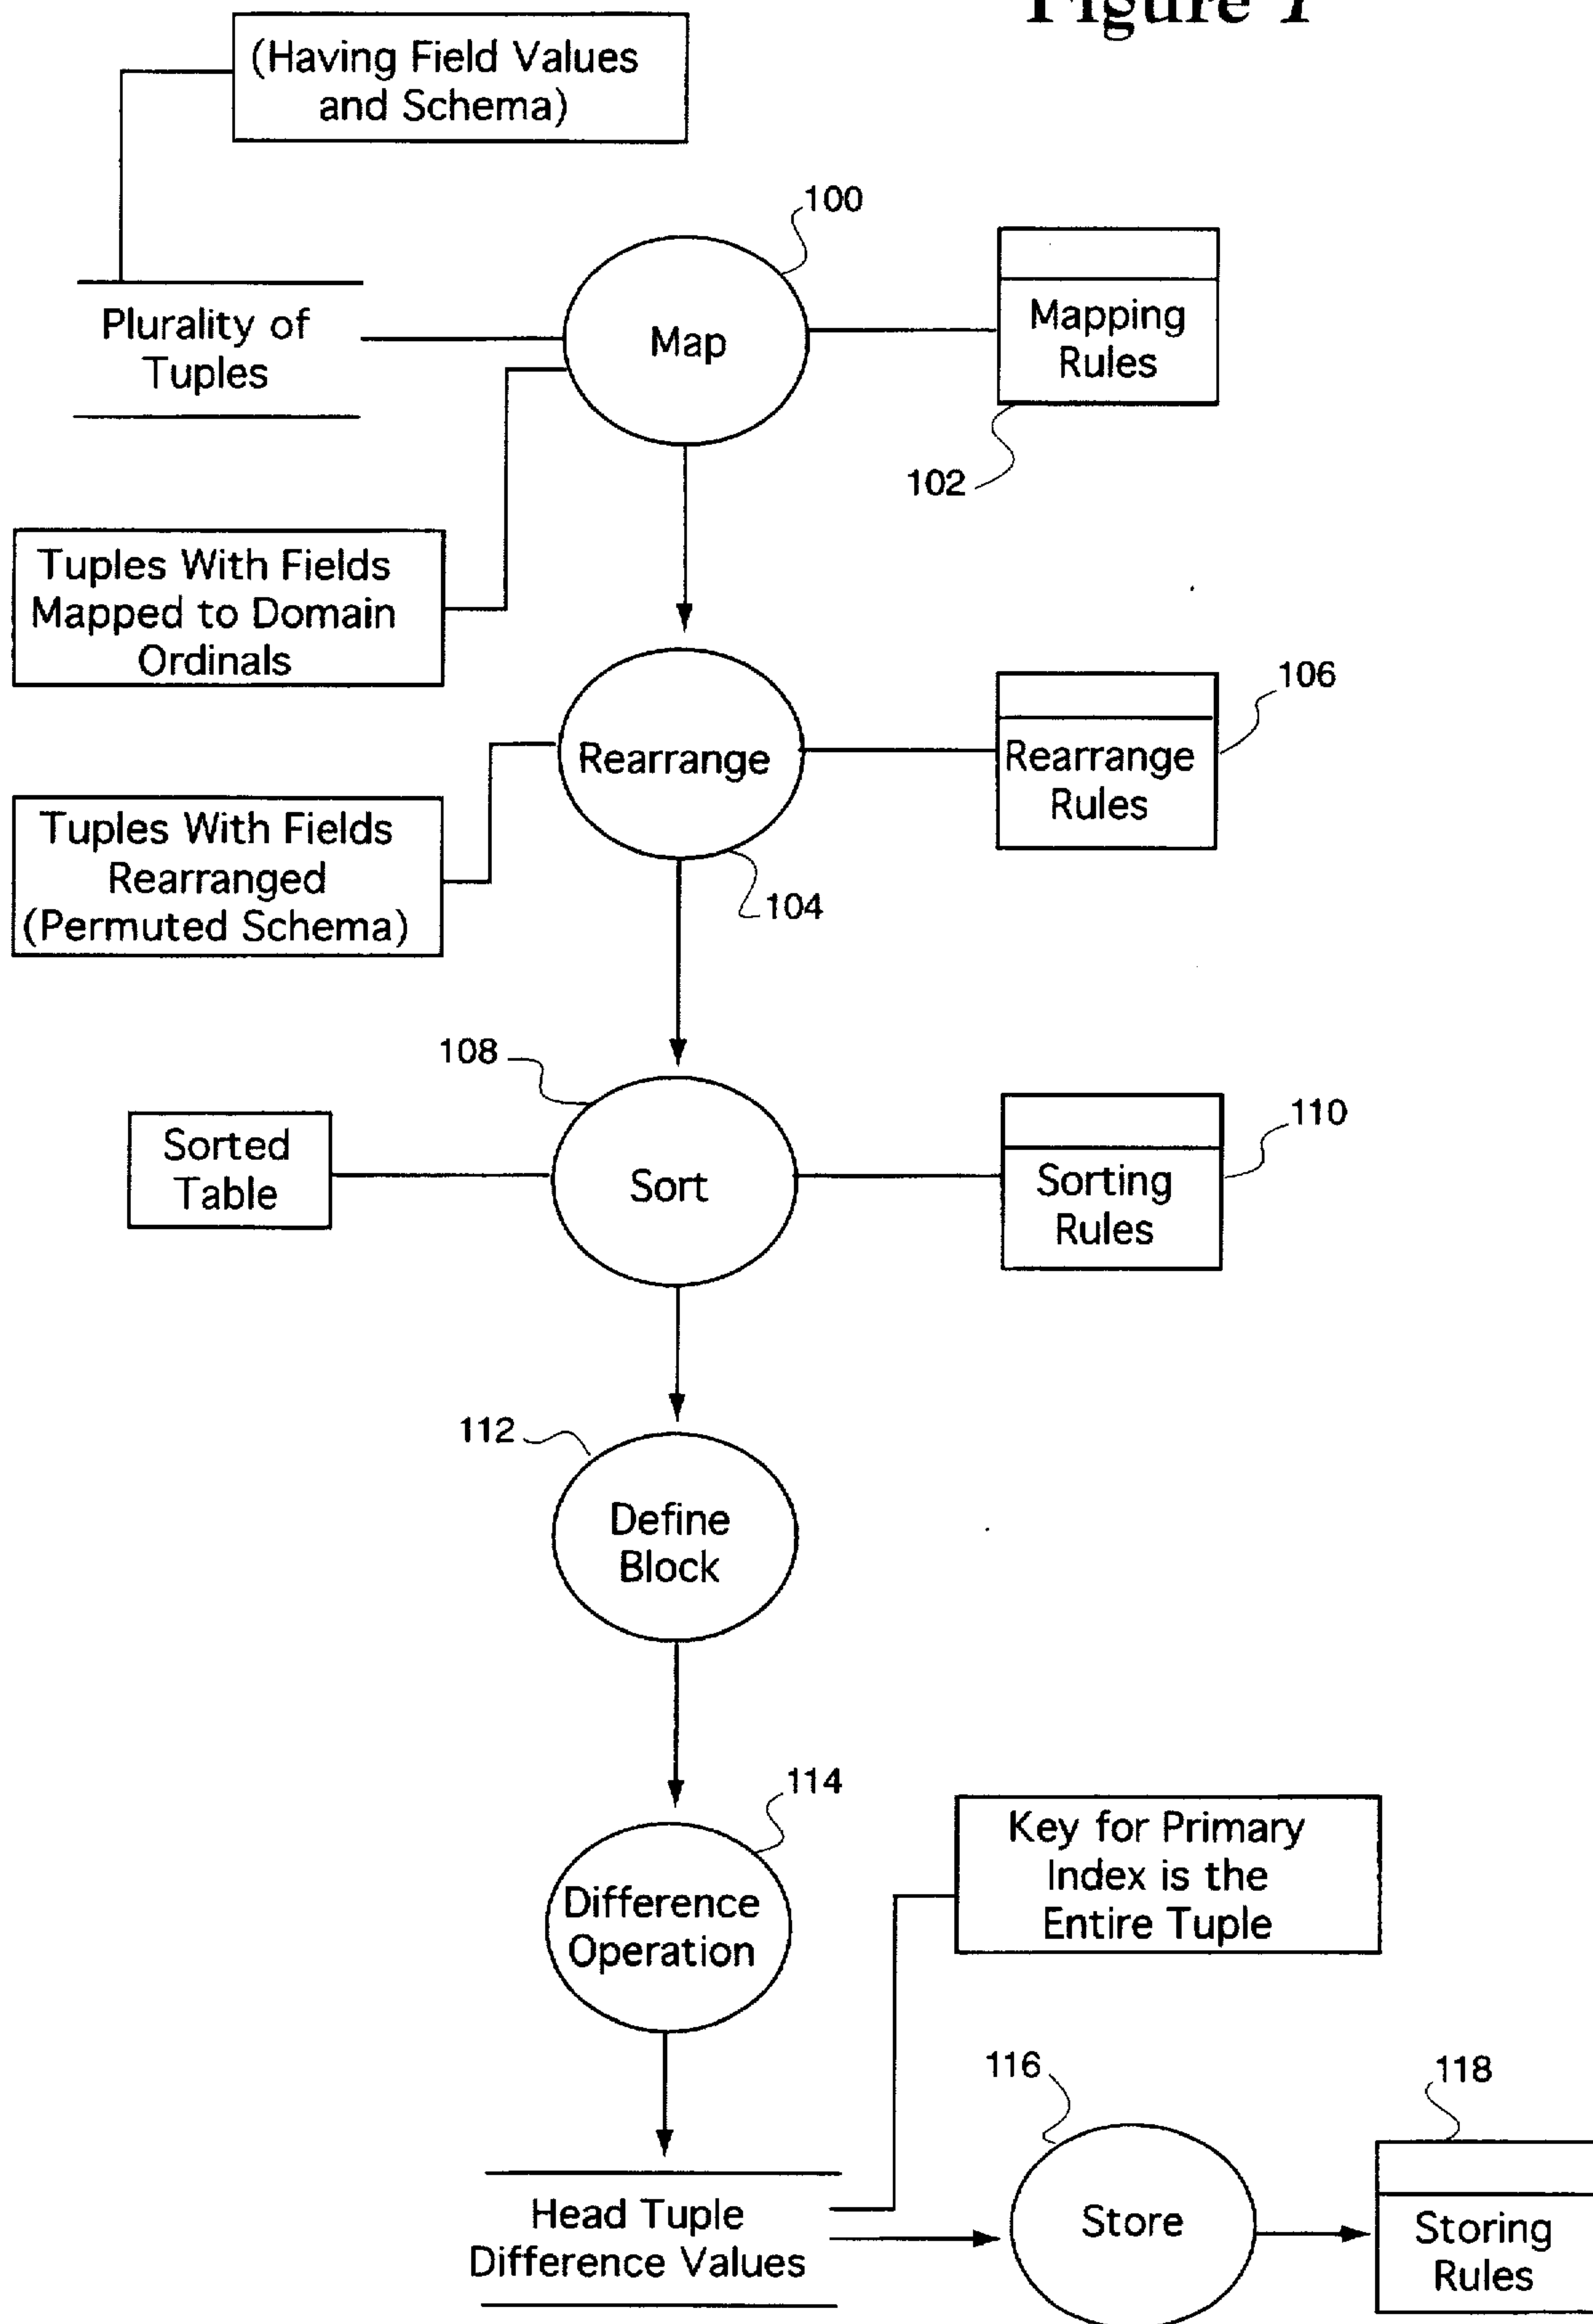 Figure 1
(Having Field Values
and Schema)
100
Plurality of
Tuples
Map
Mapping
Rules
102
Tuples With Fields
Mapped to Domain
Ordinals
106
Rearrange
Rearrange
Rules
Tuples With Fields
Rearranged
(Permuted Schema)
104
108
110
Sorted
Table
Sort
Sorting
Rules
112
Define
Block
114
Key for Primary
Index is the
Entire Tuple
Difference
Operation
116
118
Head Tuple
Difference Values
Store
Storing
Rules